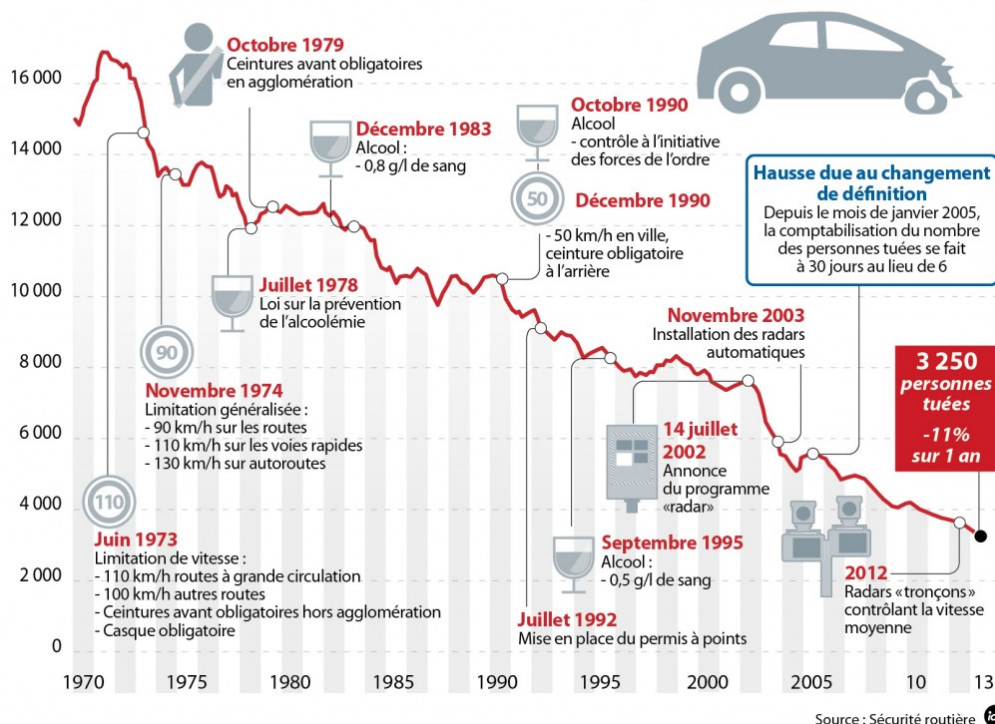 16 000
14 000
12 000
10 000
8 000
6 000
4 000
2 000
0
1970
1975
1980
1985
1990
1995
2000
2005
10
13
Octobre 1979
Ceintures avant obligatoires
en agglomération
Décembre 1983
Alcool :
- 0,8 g/l de sang
Octobre 1990
Alcool
- contrôle à l'initiative
des forces de l'ordre
50
Décembre 1990
- 50 km/h en ville,
ceinture obligatoire
à l'arrière
Hausse due au changement
de définition
Depuis le mois de janvier 2005,
la comptabilisation du nombre
des personnes tuées se fait
à 30 jours au lieu de 6
Juillet 1978
Loi sur la prévention
de l'alcoolémie
Novembre 2003
Installation des radars
automatiques
3 250
personnes
tuées
-11%
sur 1 an
90
Novembre 1974
Limitation généralisée :
- 90 km/h sur les routes
- 110 km/h sur les voies rapides
- 130 km/h sur autoroutes
14 juillet
2002
Annonce
du programme
«radar»
110
Juin 1973
Limitation de vitesse :
- 110 km/h routes à grande circulation
- 100 km/h autres routes
- Ceintures avant obligatoires hors agglomération
- Casque obligatoire
Septembre 1995
Alcool :
- 0,5 g/l de sang
Juillet 1992
Mise en place du permis à points
2012
Radars «tronçons»
contrôlant la vitesse
moyenne
Source : Sécurité routière